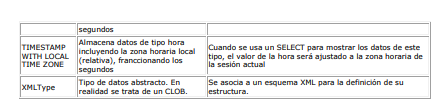 segundos
TIMESTAMP
WITH LOCAL
TIME ZONE
Almacena datos de tipo hora
incluyendo la zona horaria local
(relativa), franccionando los
segundos
Cuando se usa un SELECT para mostrar los datos de este
tipo, el valor de la hora será ajustado a la zona horaria de
la sesión actual
XMLType
Tipo de datos abstracto. En
realidad se trata de un CLOB.
Se asocia a un esquema XML para la definición de su
estructura.